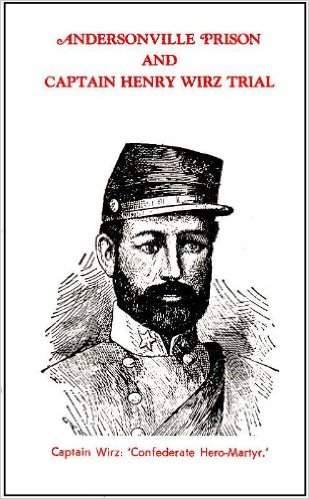 ANDERSONVILLE PRISON
AND
CAPTAIN HENRY WIRZ TRIAL
Captain Wirz: 'Confederate Hero-Martyr.'